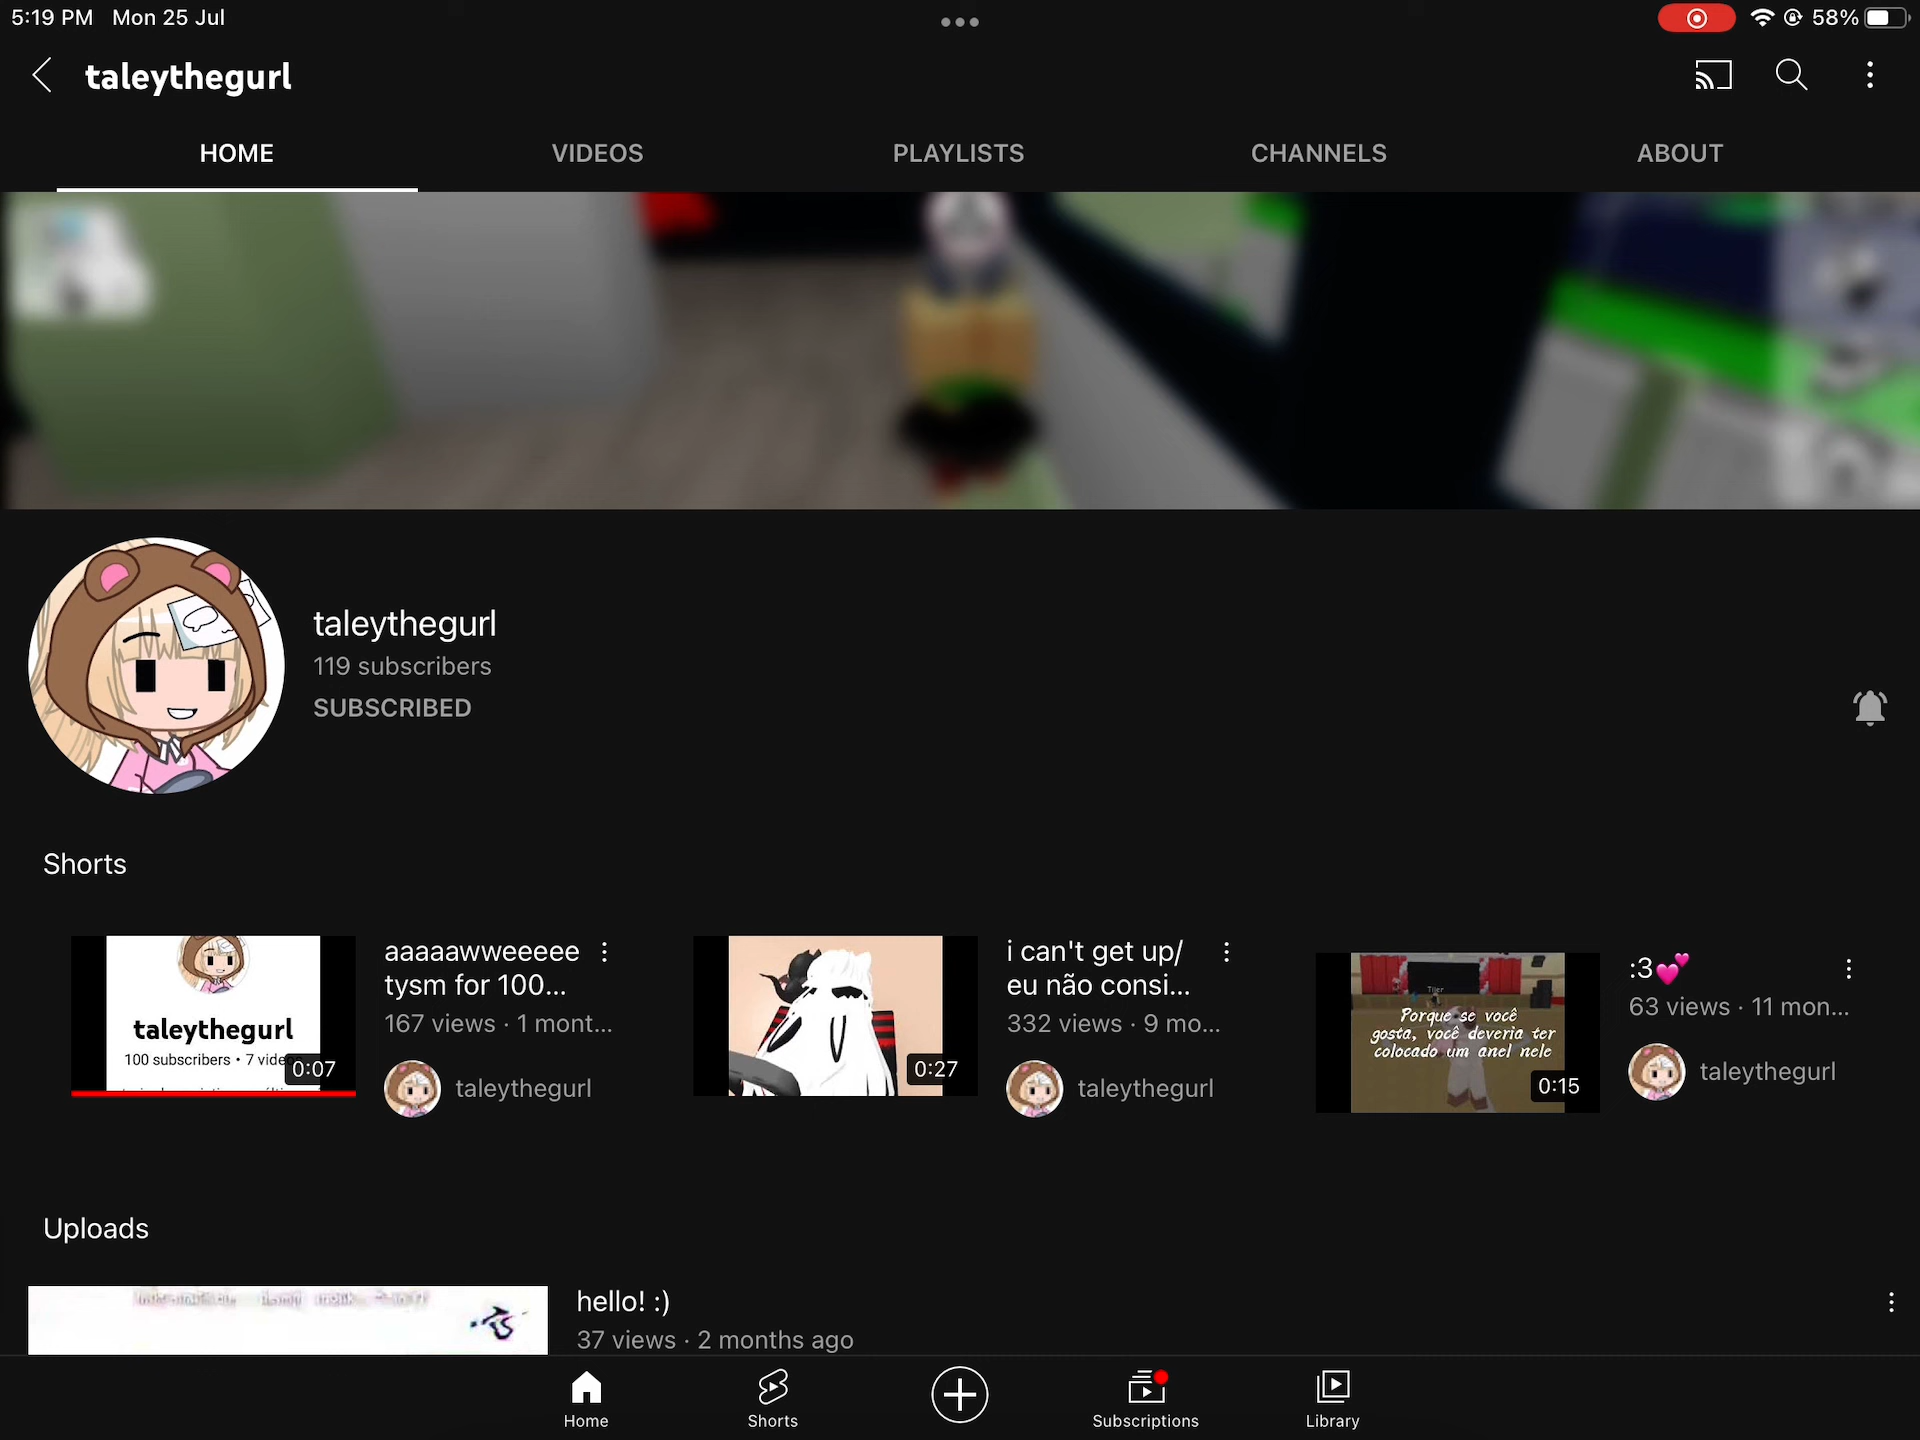 5:19 PM Mon 25 Jul
58%
taleythegurl
HOME
VIDEOS
PLAYLISTS
CHANNELS
ABOUT
taleythegurl
119 subscribers
SUBSCRIBED
Shorts
taleythegurl
100 subscribers • 7 vide
0:07
aaaaawweeeee
tysm for 100...
167 views · 1 mont...
taleythegurl
0:27
i can't get up/
eu não consi...
332 views · 9 mo...
taleythegurl
Porque se você
gosta, você deveria ter
colocado um anel nele
0:15
:3💕
63 views · 11 mon...
taleythegurl
Uploads
hello! :)
37 views · 2 months ago
Home
Shorts
Subscriptions
Library